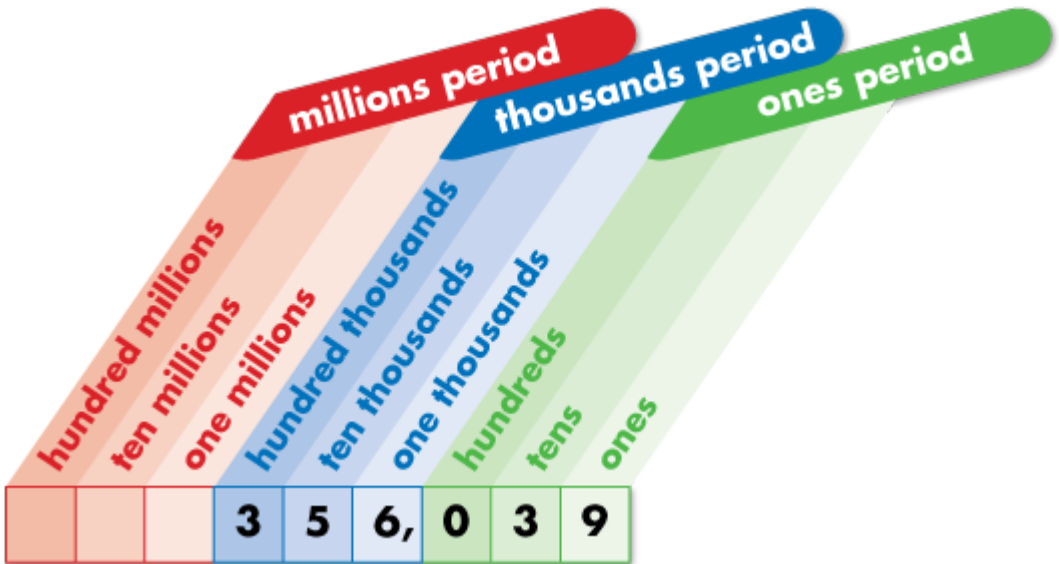 millions period
thousands period
ones period
hundred millions
ten millions
one millions
hundred thousands
ten thousands
one thousands
hundreds
tens
ones
3 5 6, 0 3 9